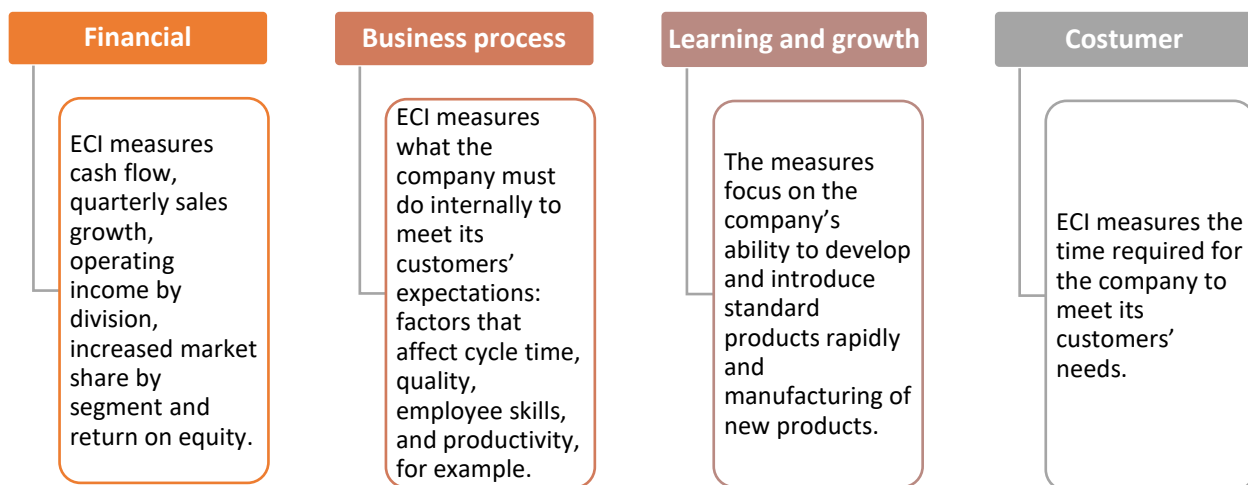 Financial
ECI measures
cash flow,
quarterly sales
growth,
operating
income by
division,
increased market
share by
segment and
return on equity.
Business process
ECI measures
what the
company must
do internally to
meet its
customers’
expectations:
factors that
affect cycle time,
quality,
employee skills,
and productivity,
for example.
Learning and growth
The measures
focus on the
company’s
ability to develop
and introduce
standard
products rapidly
and
manufacturing of
new products.
Costumer
ECI measures the
time required for
the company to
meet its
customers’
needs.